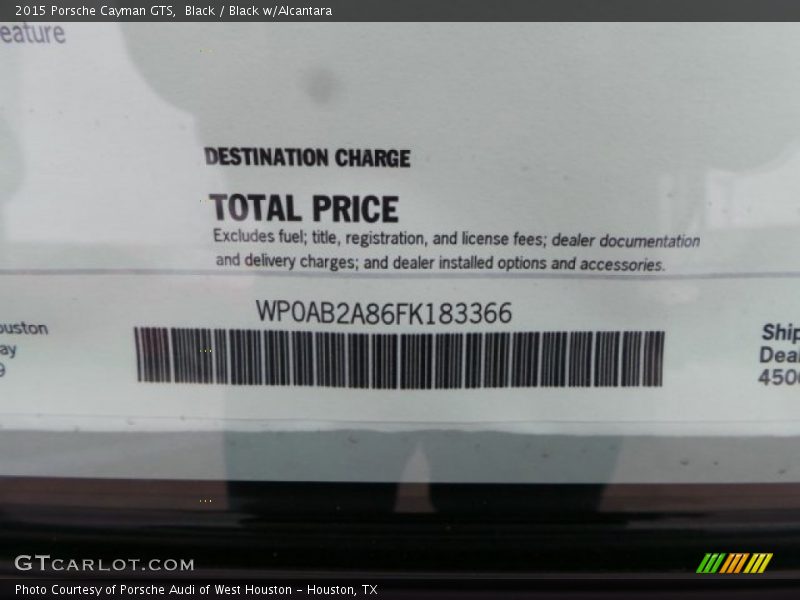 2015 Porsche Cayman GTS,  Black / Black w/Alcantara
eature
DESTINATION CHARGE
TOTAL PRICE
Excludes fuel; title, registration, and license fees; dealer documentation
and delivery charges; and dealer installed options and accessories.
WP0AB2A86FK183366
ouston
ay
9
Ship
Deal
4500
GTCARLOT.COM
Photo Courtesy of Porsche Audi of West Houston – Houston, TX